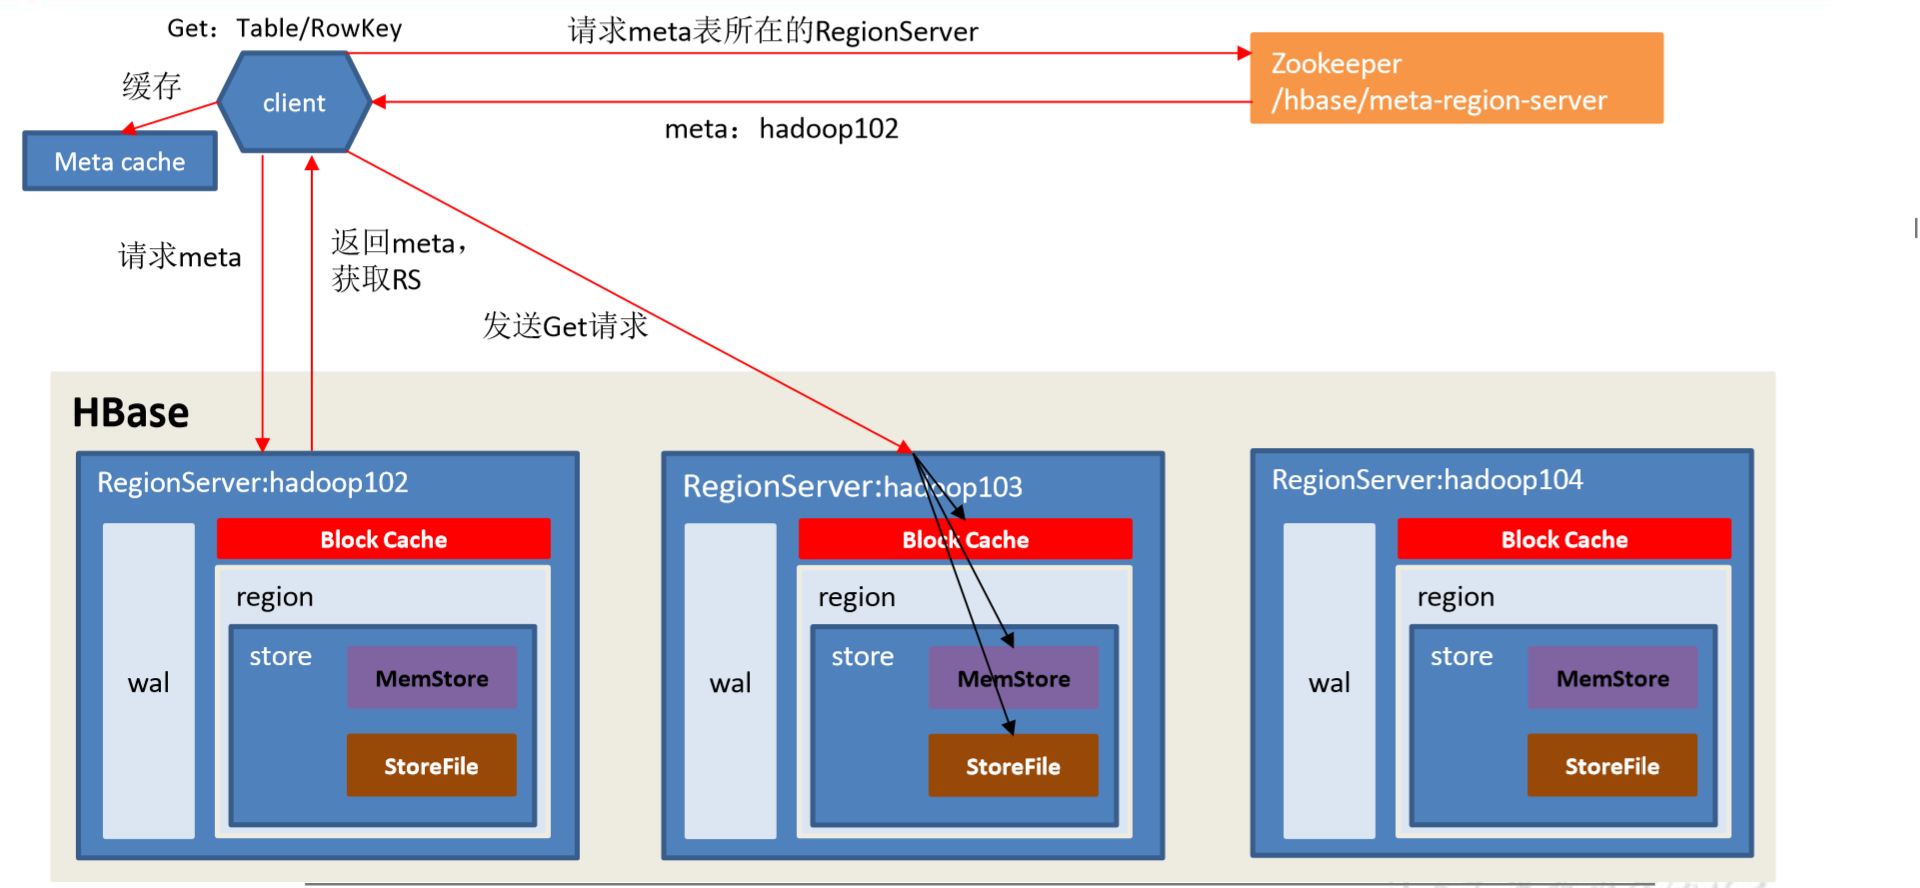 Get：Table/RowKey
请求meta表所在的RegionServer
缓存
client
Zookeeper
/hbase/meta-region-server
meta：hadoop102
Meta cache
请求meta
返回meta，
获取RS
发送Get请求
HBase
RegionServer:hadoop102
Block Cache
region
store
MemStore
wal
StoreFile
RegionServer:hadoop103
Block Cache
region
store
MemStore
wal
StoreFile
RegionServer:hadoop104
Block Cache
region
store
MemStore
wal
StoreFile